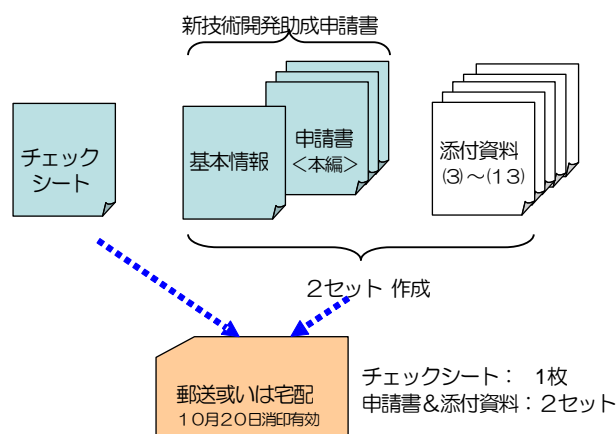 新技術開発助成申請書
チェック
シート
基本情報
申請書
＜本編＞
添付資料
(3)～(１３)
２セット 作成
郵送或いは宅配
１０月２０日消印有効
チェックシート： 1枚
申請書＆添付資料：２セット